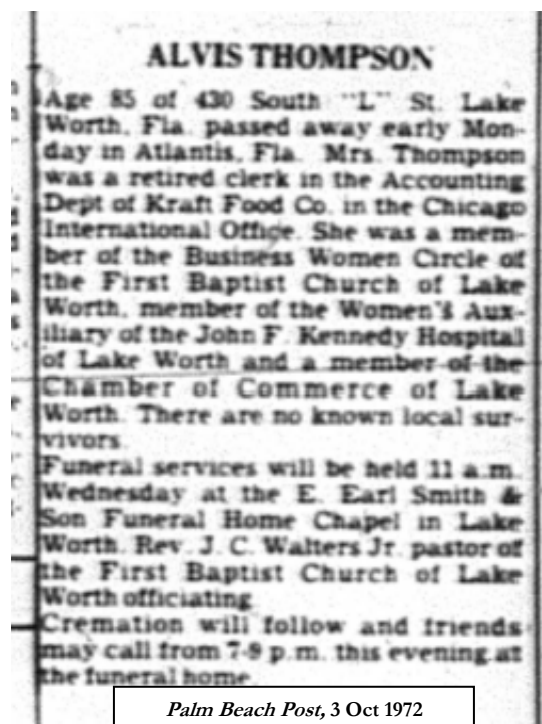 ALVIS THOMPSON
Age 85 of 430 South "L" St. Lake
Worth, Fla. passed away early Mon-
day in Atlantis, Fla. Mrs. Thompson
was a retired clerk in the Accounting
Dept of Kraft Food Co. in the Chicago
International Office. She was a mem-
ber of the Business Women Circle of
the First Baptist Church of Lake
Worth, member of the Women's Aux-
iliary of the John F. Kennedy Hospital
of Lake Worth and a member of the
Chamber of Commerce of Lake
Worth. There are no known local sur-
vivors.
Funeral services will be held 11 a.m.
Wednesday at the E. Earl Smith &
Son Funeral Home Chapel in Lake
Worth. Rev. J. C. Walters Jr. pastor of
the First Baptist Church of Lake
Worth officiating.
Cremation will follow and friends
may call from 7-9 p.m. this evening at
the funeral home.
Palm Beach Post, 3 Oct 1972